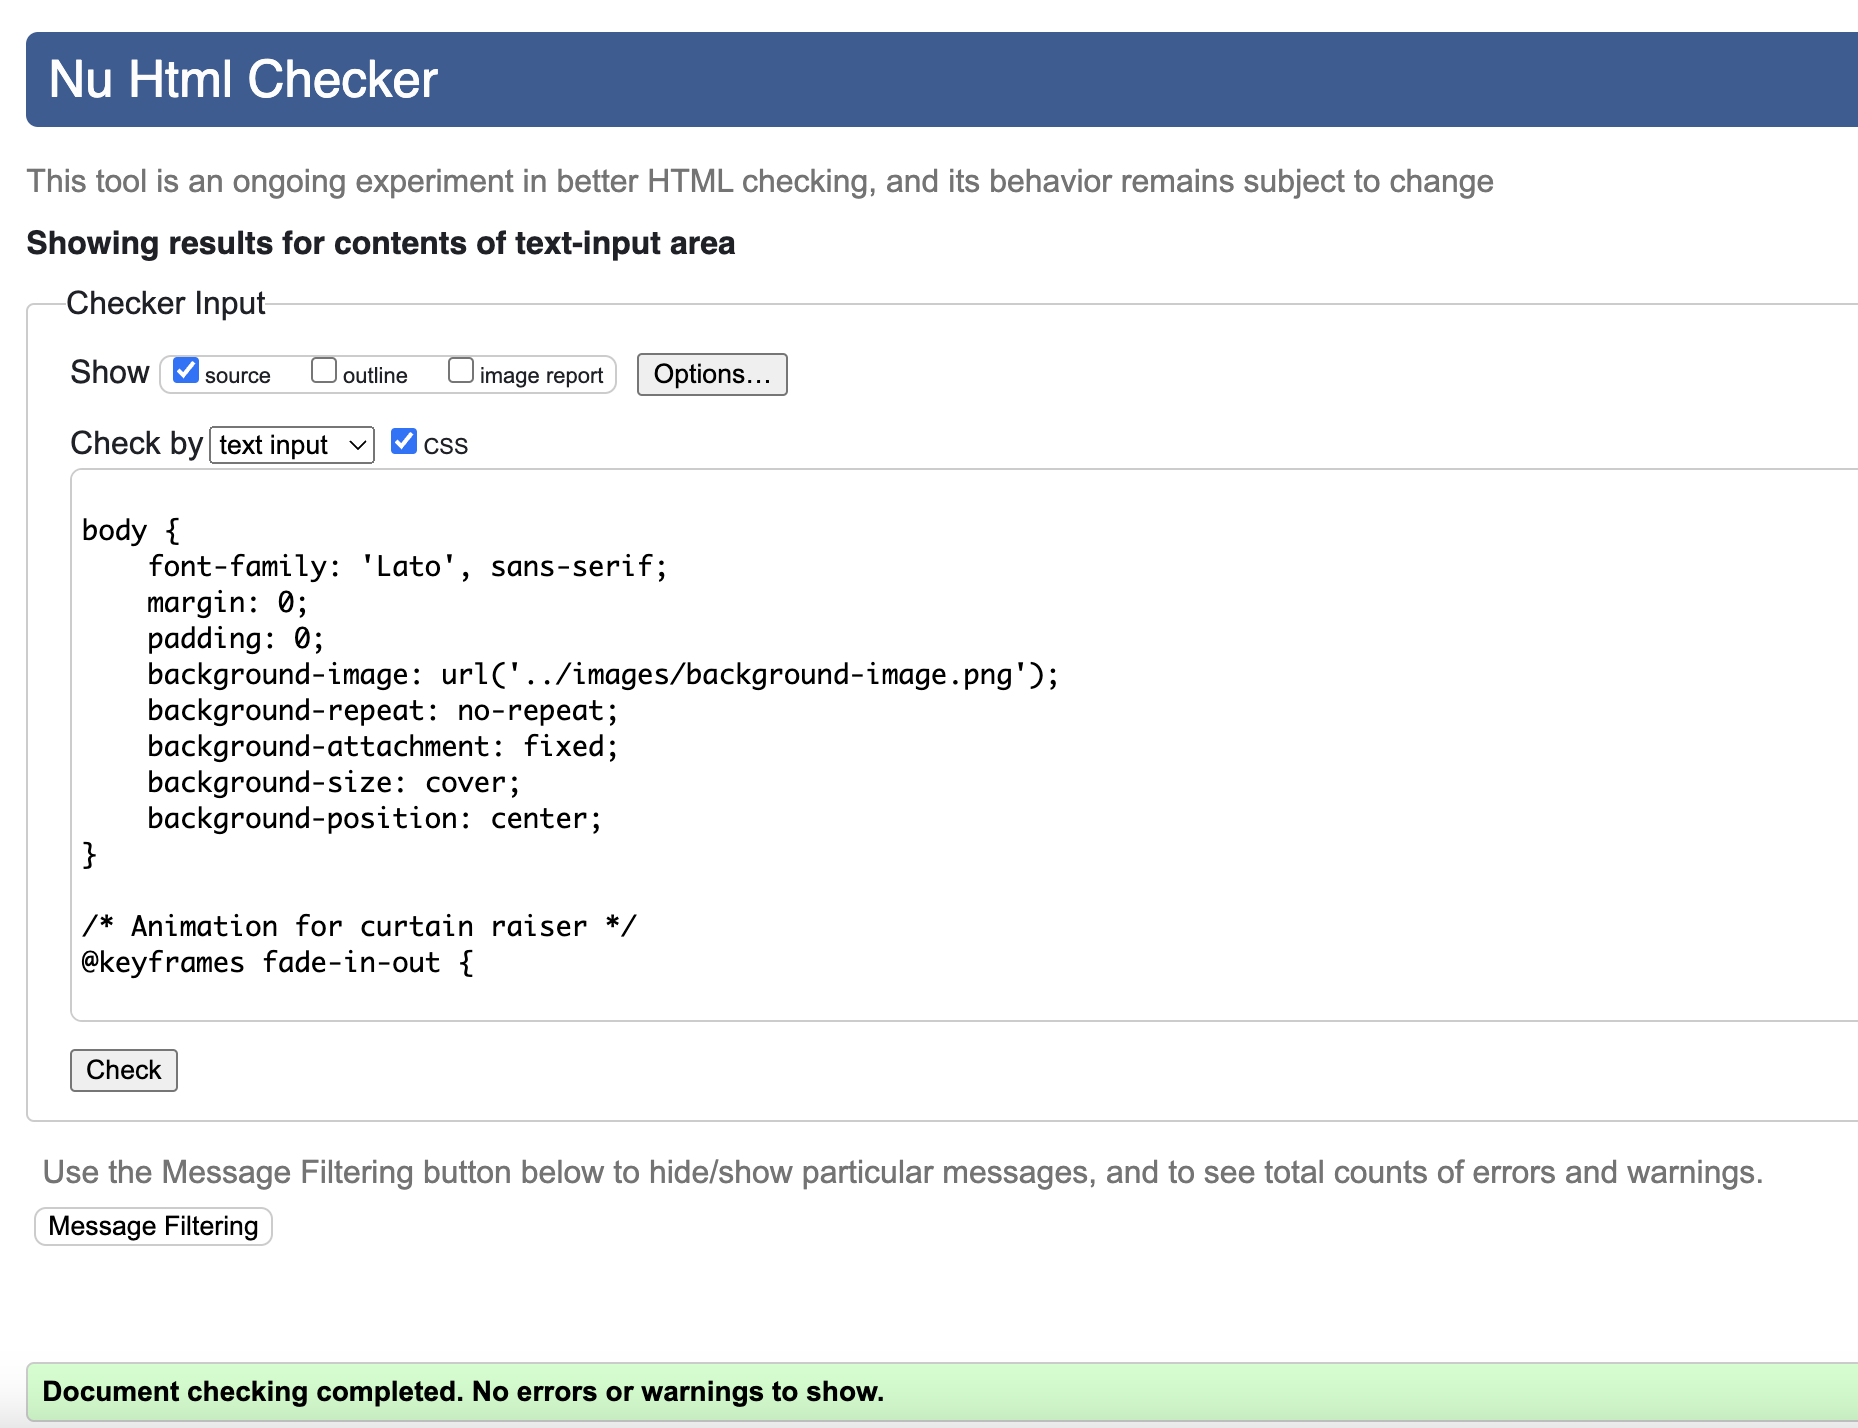 Nu Html Checker
This tool is an ongoing experiment in better HTML checking, and its behavior remains subject to change
Showing results for contents of text-input area
Checker Input
Show source outline image report Options...
Check by text input CSS
body {
    font-family: 'Lato', sans-serif;
    margin: 0;
    padding: 0;
    background-image: url('../images/background-image.png');
    background-repeat: no-repeat;
    background-attachment: fixed;
    background-size: cover;
    background-position: center;
}
/* Animation for curtain raiser */
@keyframes fade-in-out {
Check
Use the Message Filtering button below to hide/show particular messages, and to see total counts of errors and warnings.
Message Filtering
Document checking completed. No errors or warnings to show.